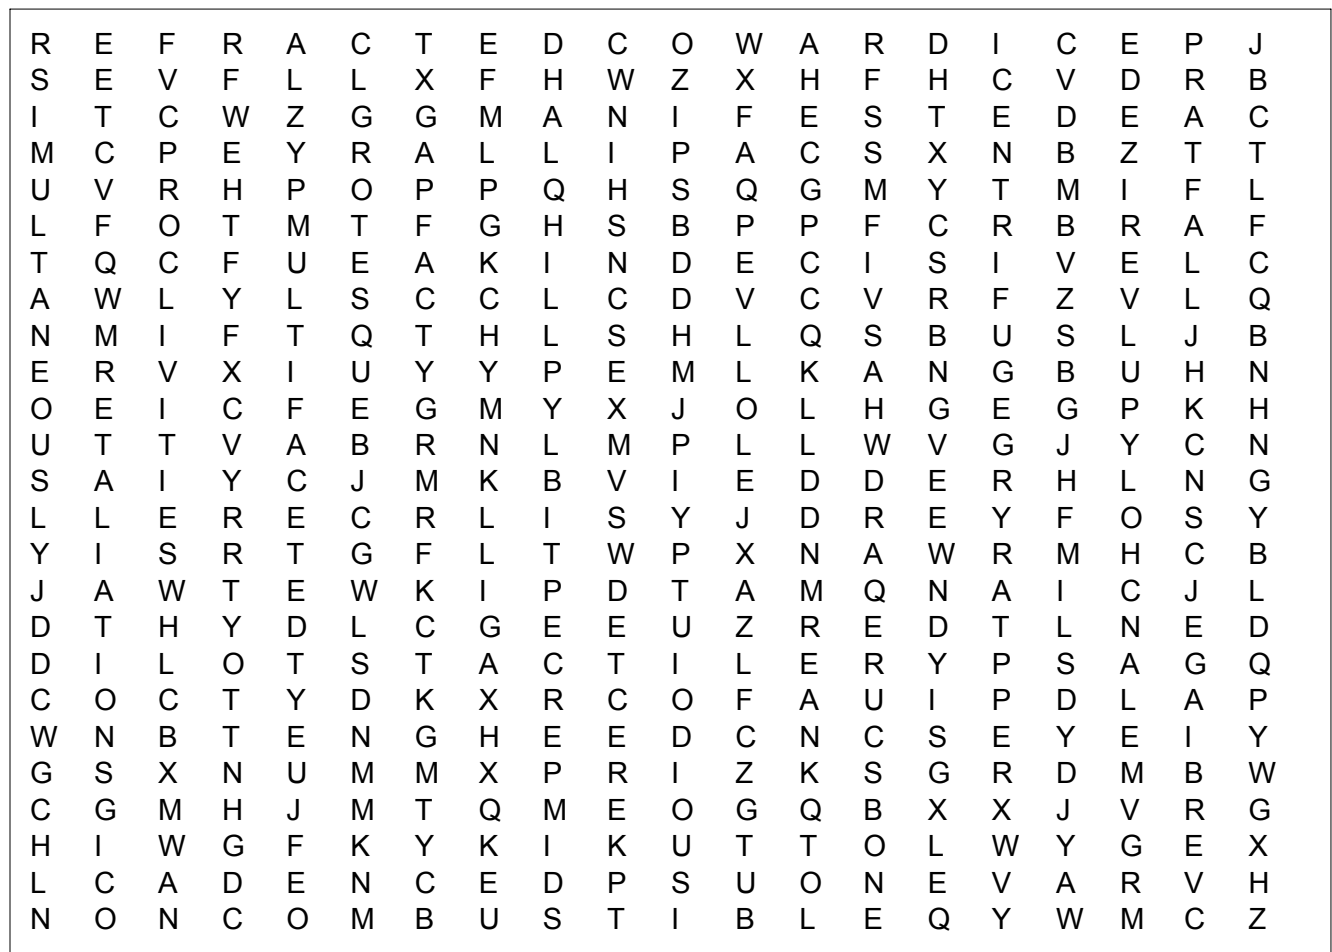 R E F R A C T E D C O W A R D I C E P J
S E V F L L X F H W Z X H F H C V D R B
I T C W Z G G M A N I F E S T E D E A C
M C P E Y R A L L I P A C S X N B Z T T
U V R H P O P P Q H S Q G M Y T M I F L
L F O T M T F G H S B P P F C R B R A F
T Q C F U E A K I N D E C I S I V E L C
A W L Y L S C C L C D V C V R F Z V L Q
N M I F T Q T H L S H L Q S B U S L J B
E R V X I U Y Y P E M L K A N G B U H N
O E I C F E G M Y X J O L H G E G P K H
U T T V A B R N L M P L L W V G J Y C N
S A I Y C J M K B V I E D D E R H L N G
L L E R E C R L I S Y J D R E Y F O S Y
Y I S R T G F L T W P X N A W R M H C B
J A W T E W K I P D T A M Q N A I C J L
D T H Y D L C G E E U Z R E D T L N E D
D I L O T S T A C T I L E R Y P S A G Q
C O C T Y D K X R C O F A U I P D L A P
W N B T E N G H E E D C N C S E Y E I Y
G S X N U M M X P R I Z K S G R D M B W
C G M H J M T Q M E O G Q B X X J V R G
H I W G F K Y K I K U T T O L W Y G E X
L C A D E N C E D P S U O N E V A R V H
N O N C O M B U S T I B L E Q Y W M C Z